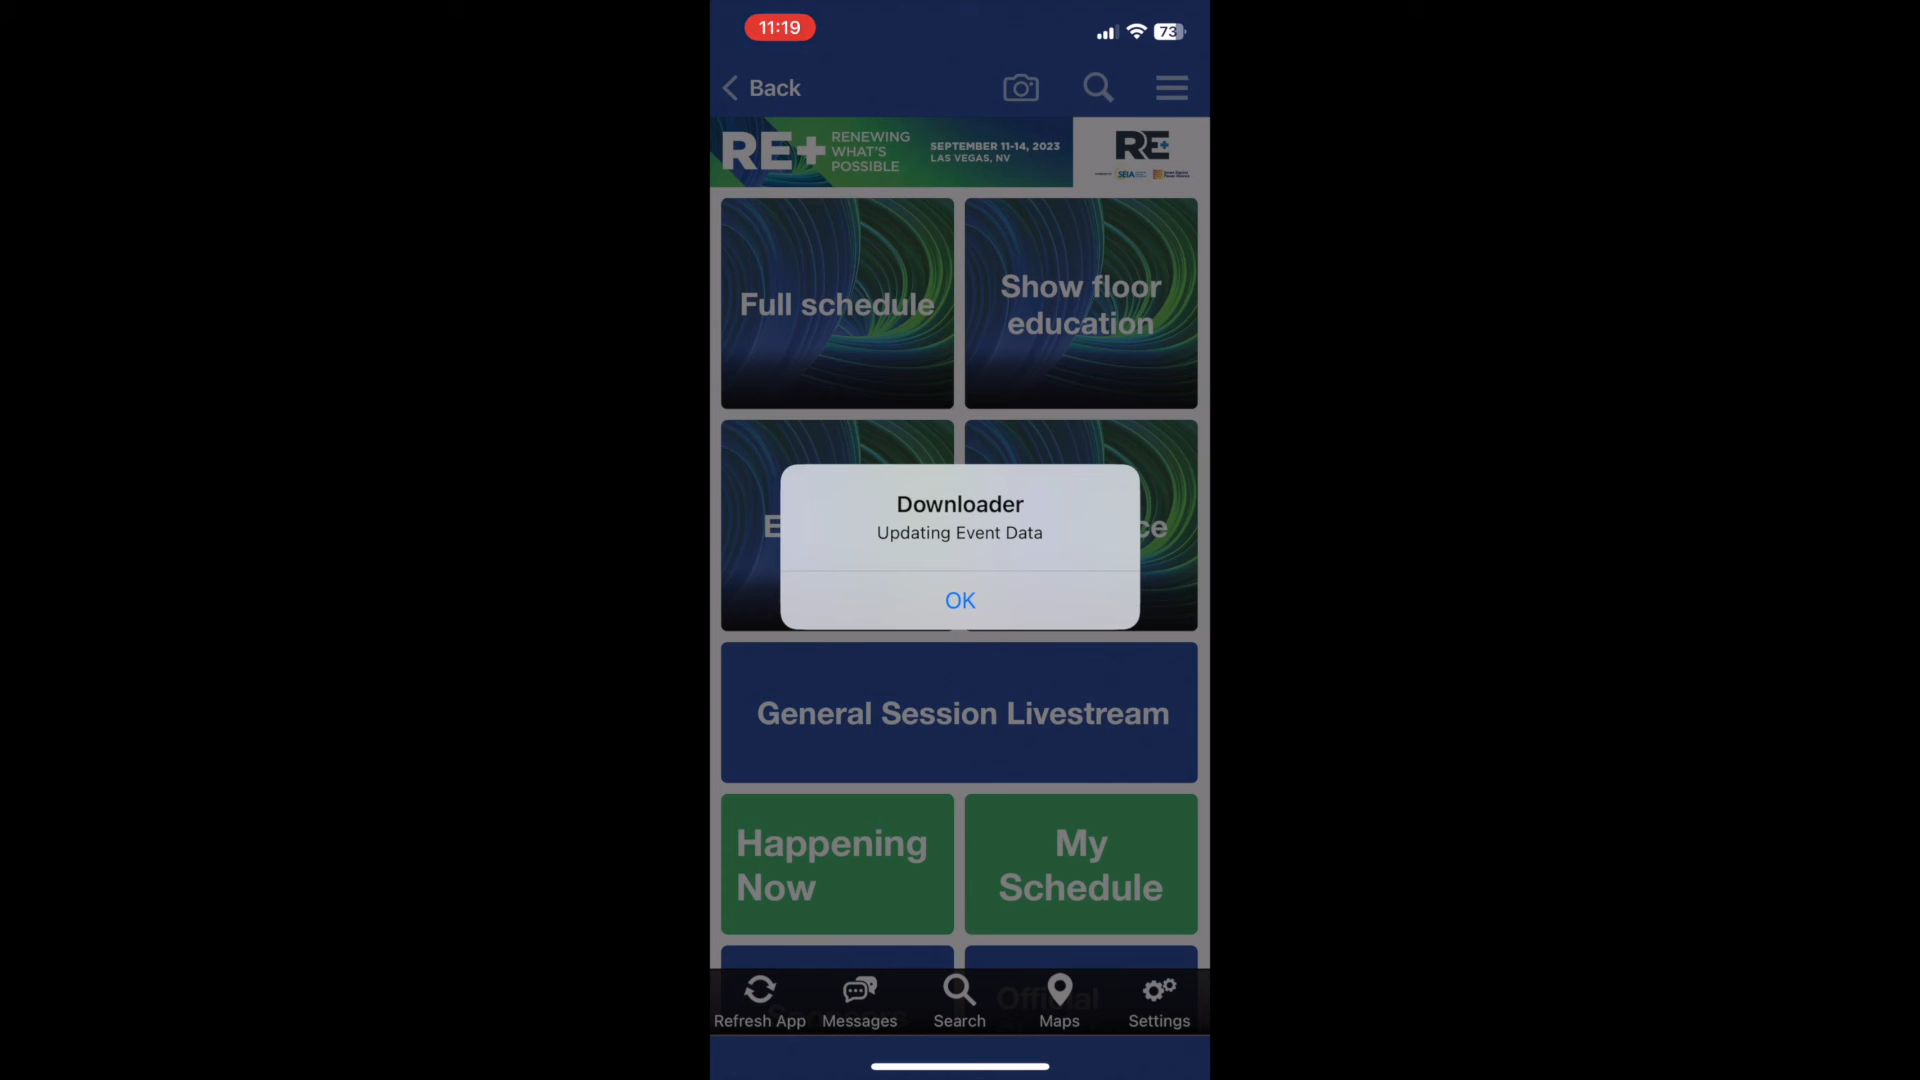 11:19
73
Back
RE+
RENEWING
WHAT'S
POSSIBLE
SEPTEMBER 11-14, 2023
LAS VEGAS, NV
RE+
SEIA
Full schedule
Show floor
education
E
ce
Downloader
Updating Event Data
OK
General Session Livestream
Happening
Now
My
Schedule
Official
Refresh App
Messages
Search
Maps
Settings